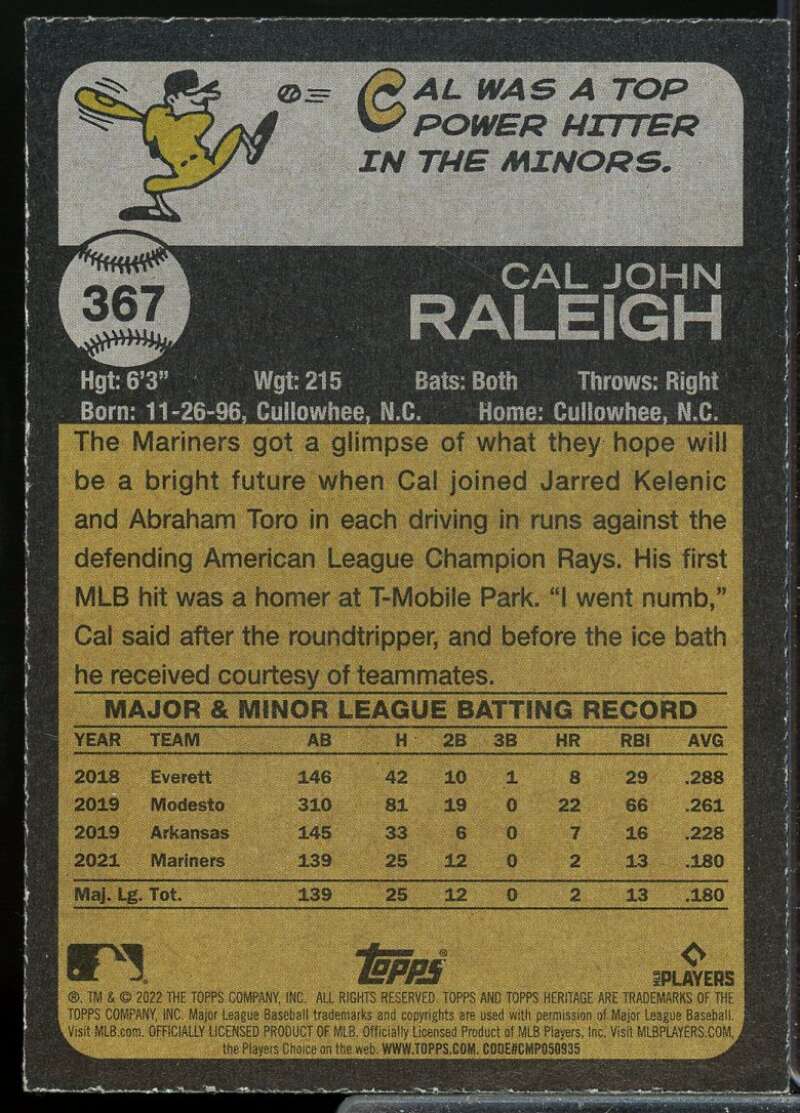 CAL WAS A TOP
POWER HITTER
IN THE MINORS.
367
CAL JOHN
RALEIGH
Hgt: 6'3" Wgt: 215 Bats: Both Throws: Right
Born: 11-26-96, Cullowhee, N.C. Home: Cullowhee, N.C.
The Mariners got a glimpse of what they hope will
be a bright future when Cal joined Jarred Kelenic
and Abraham Toro in each driving in runs against the
defending American League Champion Rays. His first
MLB hit was a homer at T-Mobile Park. “I went numb,”
Cal said after the roundtripper, and before the ice bath
he received courtesy of teammates.
MAJOR & MINOR LEAGUE BATTING RECORD
YEAR TEAM AB H 2B 3B HR RBI AVG
2018 Everett 146 42 10 1 8 29 .288
2019 Modesto 310 81 19 0 22 66 .261
2019 Arkansas 145 33 6 0 7 16 .228
2021 Mariners 139 25 12 0 2 13 .180
Maj. Lg. Tot. 139 25 12 0 2 13 .180
Topps®
MLB PLAYERS
®, TM & © 2022 THE TOPPS COMPANY, INC. ALL RIGHTS RESERVED. TOPPS AND TOPPS HERITAGE ARE TRADEMARKS OF THE
TOPPS COMPANY, INC. Major League Baseball trademarks and copyrights are used with permission of Major League Baseball.
Visit MLB.com. OFFICIALLY LICENSED PRODUCT OF MLB. Officially Licensed Product of MLB Players, Inc. Visit MLBPLAYERS.COM,
the Players Choice on the web. WWW.TOPPS.COM. CODE#CMP050935